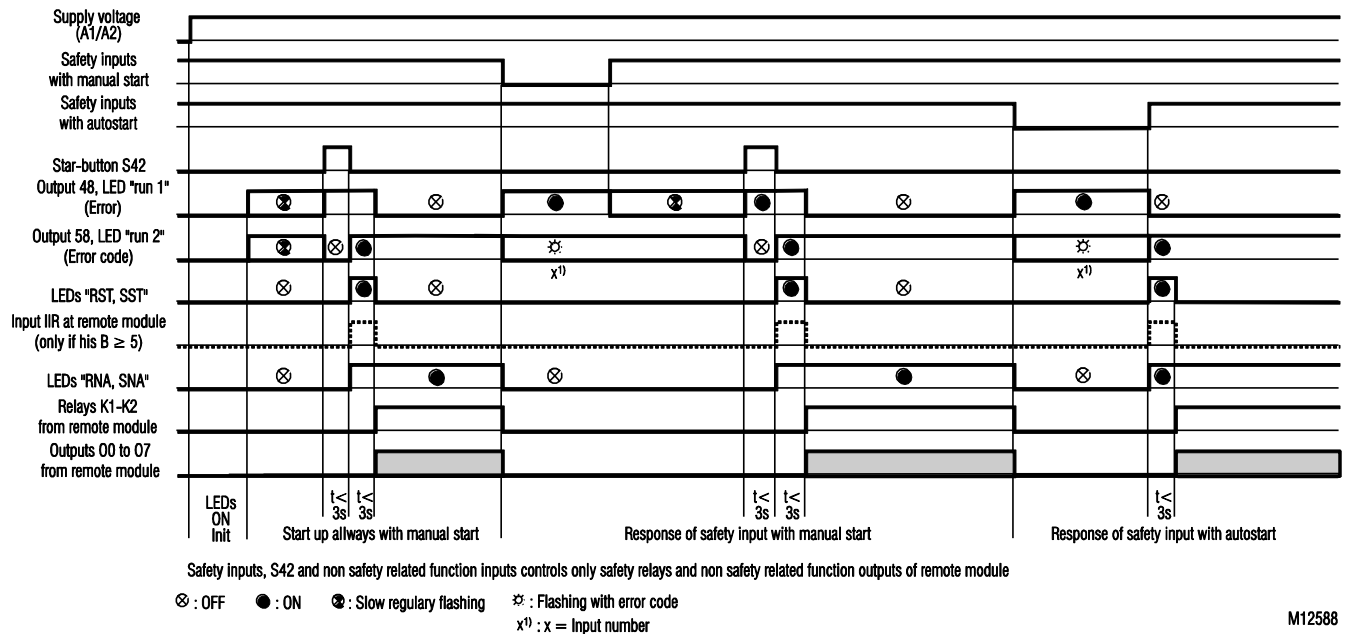 Supply voltage
(A1/A2)
Safety inputs
with manual start
Safety inputs
with autostart
Star-button S42
Output 48, LED "run 1"
(Error)
Output 58, LED "run 2"
(Error code)
x¹⁾
x¹⁾
LEDs "RST, SST"
Input IIR at remote module
(only if his B ≥ 5)
LEDs "RNA, SNA"
Relays K1-K2
from remote module
Outputs O0 to O7
from remote module
LEDs
ON
Init
t<
3s
t<
3s
t<
3s
t<
3s
t<
3s
Start up allways with manual start
Response of safety input with manual start
Response of safety input with autostart
Safety inputs, S42 and non safety related function inputs controls only safety relays and non safety related function outputs of remote module
: OFF
: ON
: Slow regulary flashing
: Flashing with error code
x¹⁾ : x = Input number
M12588